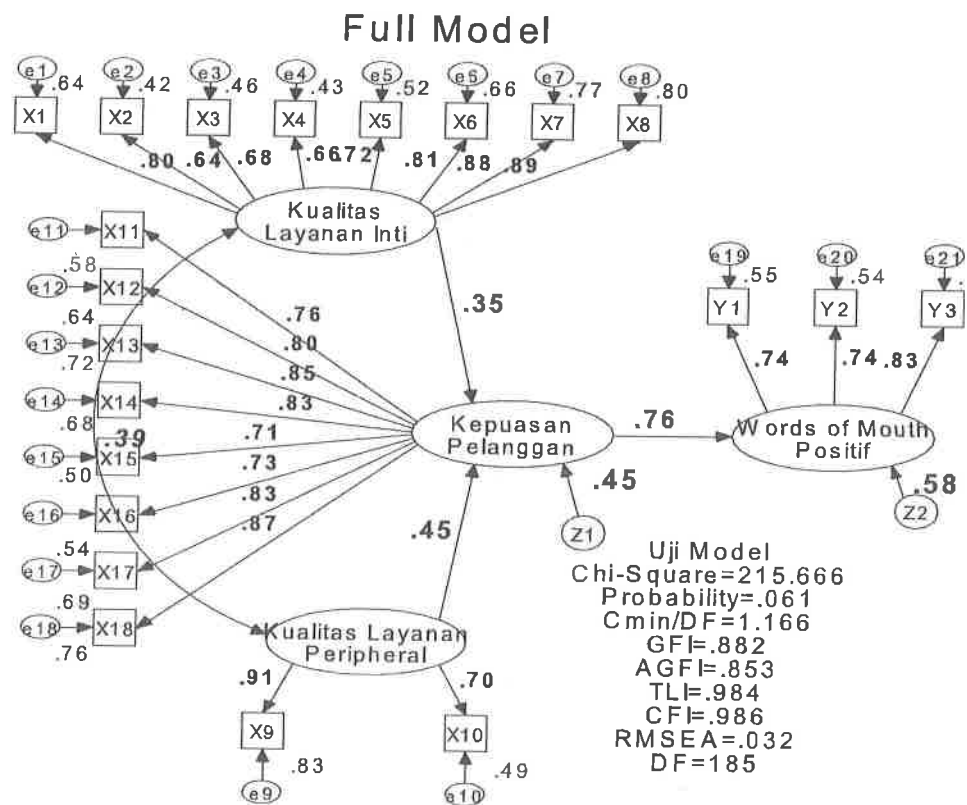 Full Model
e1 e2 e3 e4 e5 e6 e7 e8
.64 .42 .46 .43 .52 .66 .77 .80
X1 X2 X3 X4 X5 X6 X7 X8
.80 .64 .68 .66 .72 .81 .88 .89
Kualitas
Layanan Inti
e11 X11
.58
e12 X12
.64
e13 X13
.72
e14 X14
.68
.39
e15 X15
.50
e16 X16
.54
e17 X17
.69
e18 X18
.76
.76
.80
.85
.83
.71
.73
.83
.87
.35
Kepuasan
Pelanggan
.45
Z1
.45
.76
e19 e20 e21
.55 .54
Y1 Y2 Y3
.74 .74 .83
Words of Mouth
Positif
.58
Z2
Kualitas Layanan
Peripheral
.91 .70
X9 X10
.83 .49
e9 e10
Uji Model
Chi-Square=215.666
Probability=.061
Cmin/DF=1.166
GFI=.882
AGFI=.853
TLI=.984
CFI=.986
RMSEA=.032
DF=185